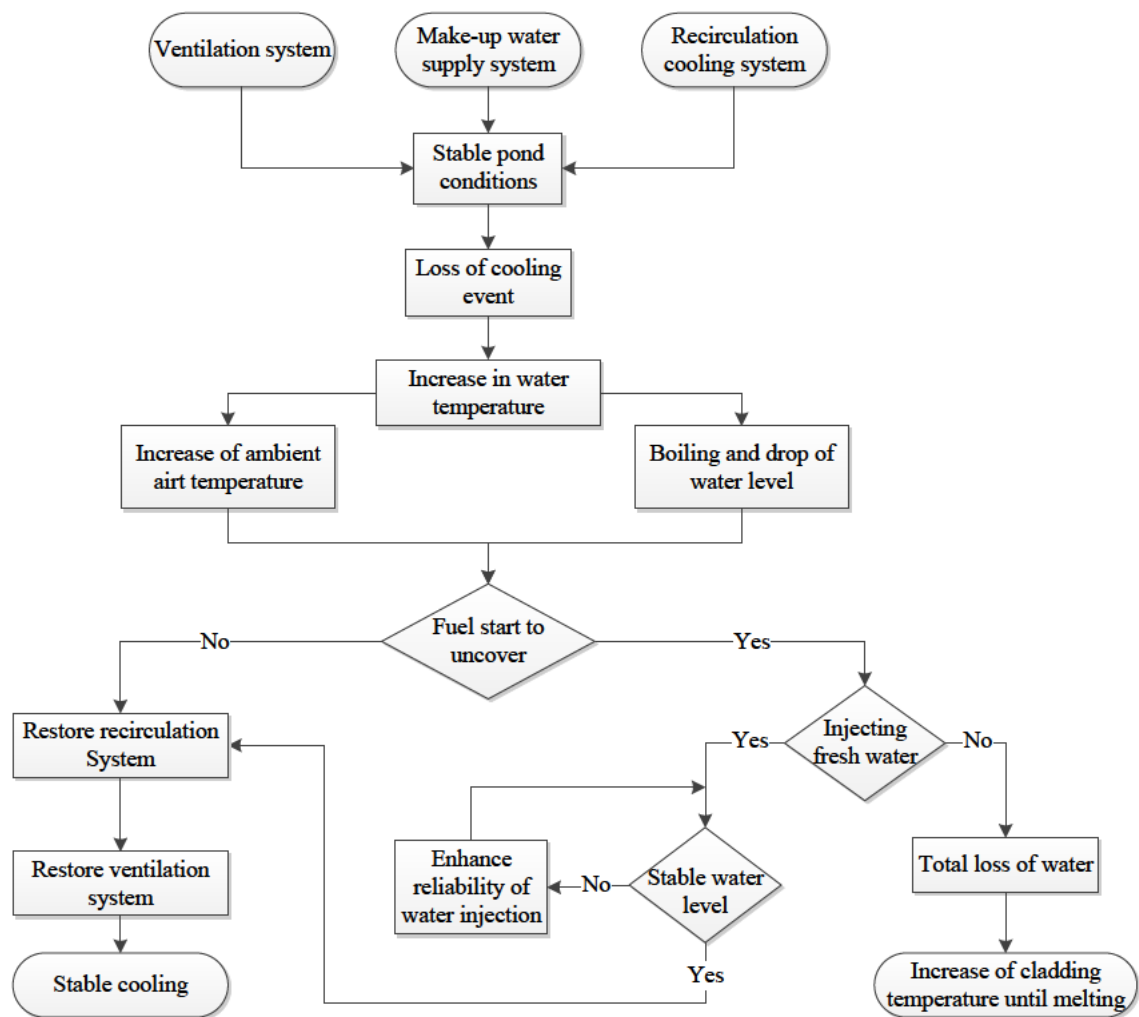 Ventilation system
Make-up water
supply system
Recirculation
cooling system
Stable pond
conditions
Loss of cooling
event
Increase in water
temperature
Increase of ambient
airt temperature
Boiling and drop of
water level
Fuel start to
uncover
No
Yes
Restore recirculation
System
Injecting
fresh water
Yes
No
Restore ventilation
system
Enhance
reliability of
water injection
No
Stable water
level
Total loss of water
Yes
Stable cooling
Increase of cladding
temperature until melting